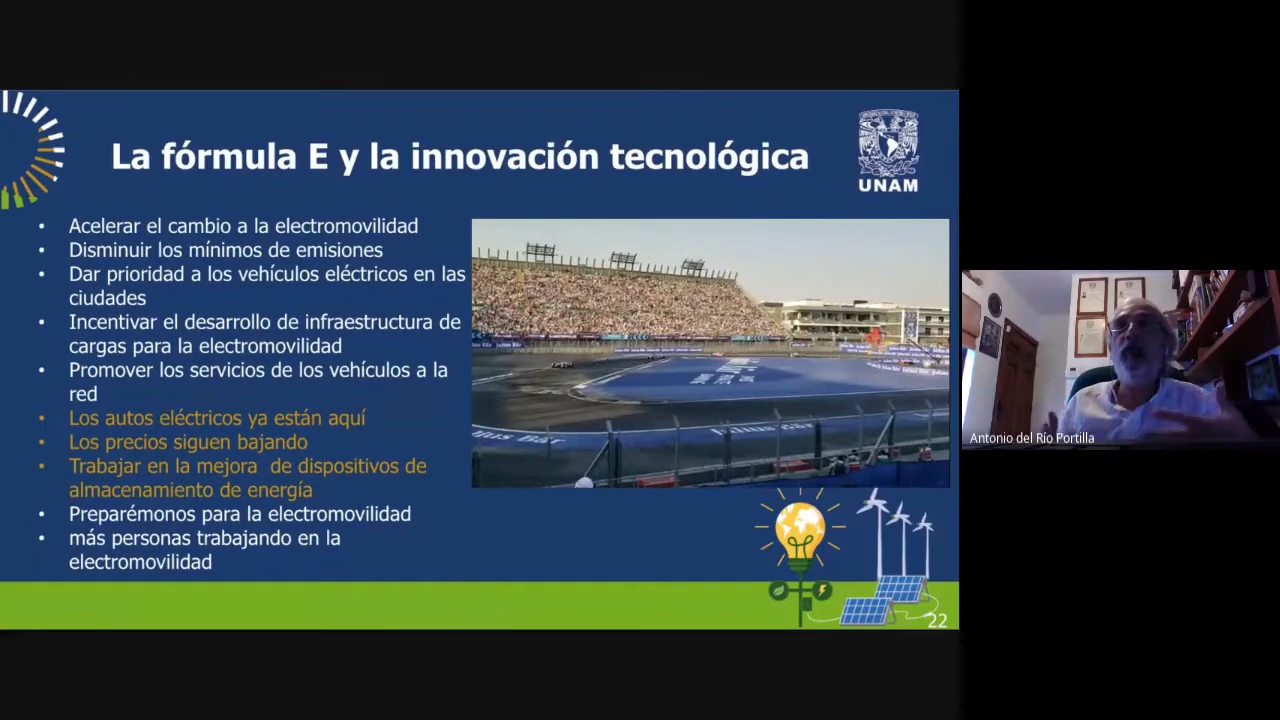 La fórmula E y la innovación tecnológica
UNAM
• Acelerar el cambio a la electromovilidad
• Disminuir los mínimos de emisiones
• Dar prioridad a los vehículos eléctricos en las
ciudades
• Incentivar el desarrollo de infraestructura de
cargas para la electromovilidad
• Promover los servicios de los vehículos a la
red
• Los autos eléctricos ya están aquí
• Los precios siguen bajando
• Trabajar en la mejora  de dispositivos de
almacenamiento de energía
• Preparémonos para la electromovilidad
• más personas trabajando en la
electromovilidad
Julius Bär
22
Antonio del Río Portilla